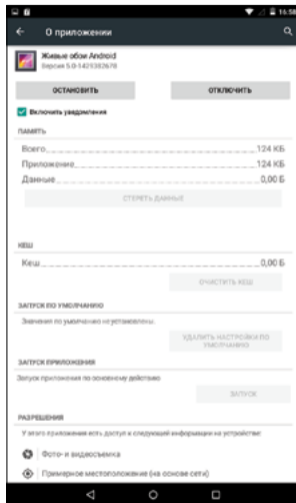 16:58
О приложении
Живые обои Android
Версия 5.0-1421302678
ОСТАНОВИТЬ
ОТКЛЮЧИТЬ
Включить уведомления
ПАМЯТЬ
Всего 124 КБ
Приложение 124 КБ
Данные 0,00 Б
СТЕРЕТЬ ДАННЫЕ
КЕШ
Кеш 0,00 Б
ОЧИСТИТЬ КЕШ
ЗАПУСК ПО УМОЛЧАНИЮ
Значения по умолчанию не установлены.
УДАЛИТЬ НАСТРОЙКИ ПО
УМОЛЧАНИЮ
ЗАПУСК ПРИЛОЖЕНИЯ
Запуск приложения по основному действию
ЗАПУСК
РАЗРЕШЕНИЯ
У этого приложения есть доступ к следующей информации на устройстве:
Фото- и видеосъемка
Примерное местоположение (на основе сети)